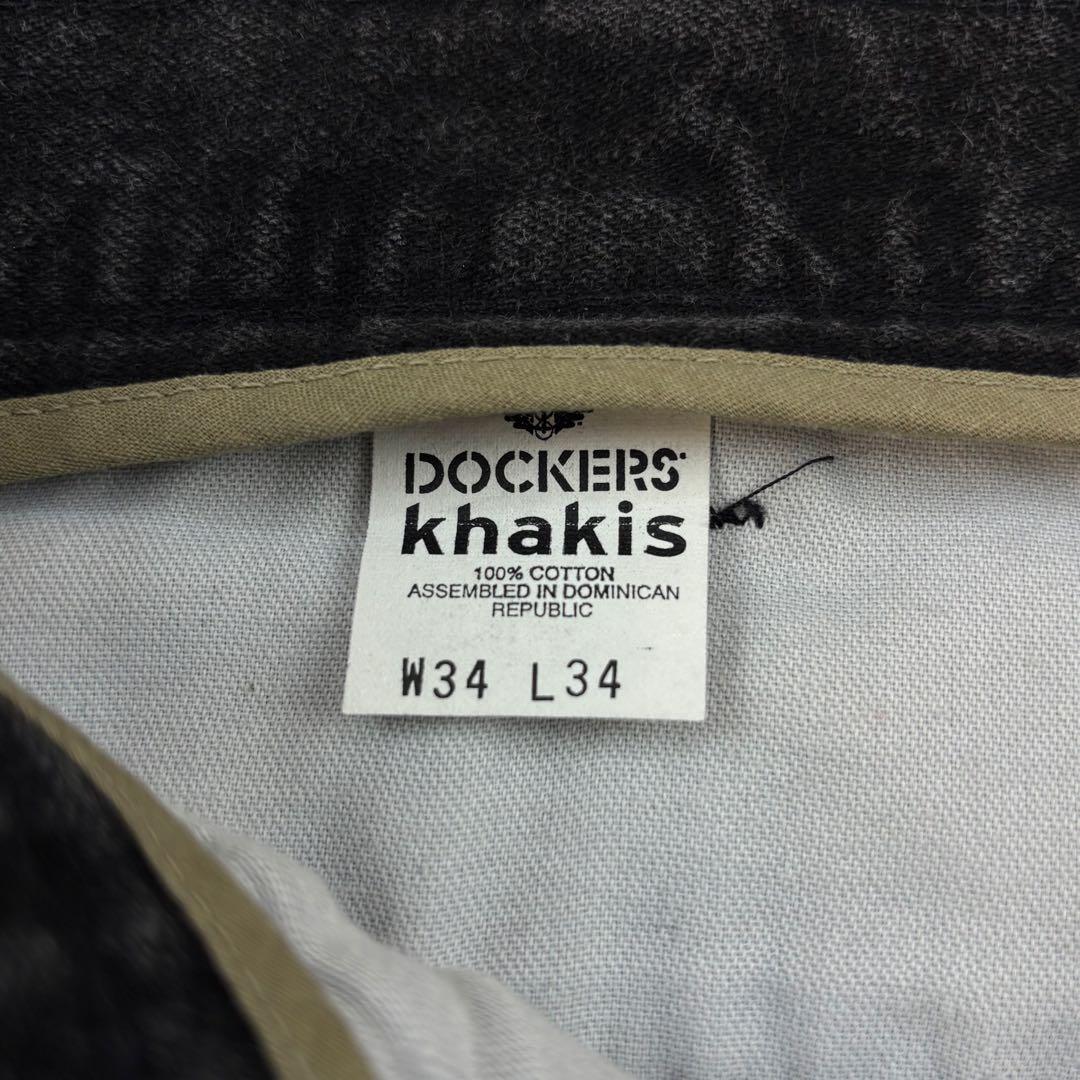 DOCKERS
khakis
100% COTTON
ASSEMBLED IN DOMINICAN
REPUBLIC
W34 L34